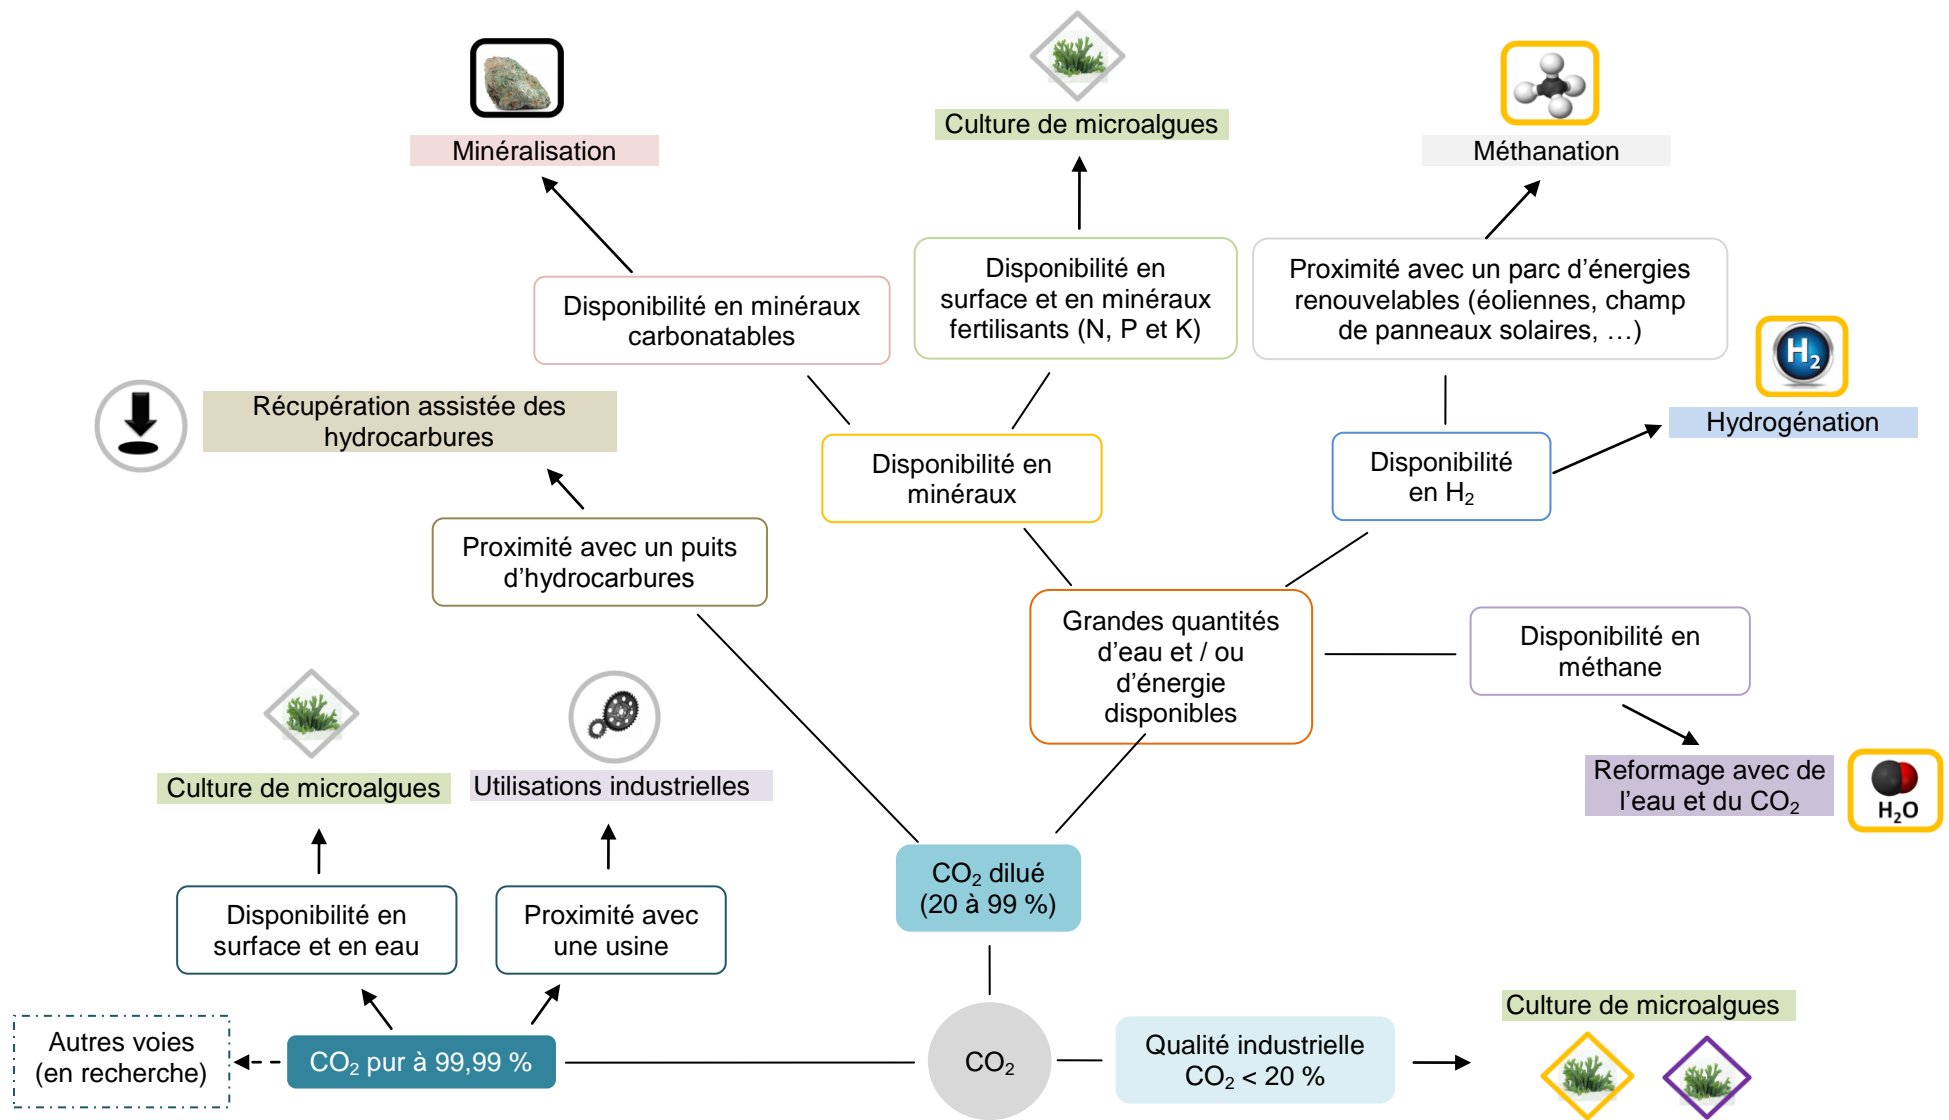 Culture de microalgues
Minéralisation
Méthanation
Disponibilité en
surface et en minéraux
fertilisants (N, P et K)
Proximité avec un parc d’énergies
renouvelables (éoliennes, champ
de panneaux solaires, …)
Disponibilité en minéraux
carbonatables
H2
Hydrogénation
Récupération assistée des
hydrocarbures
Disponibilité en
minéraux
Disponibilité
en H2
Proximité avec un puits
d’hydrocarbures
Grandes quantités
d’eau et / ou
d’énergie
disponibles
Disponibilité en
méthane
Culture de microalgues
Utilisations industrielles
Reformage avec de
l’eau et du CO2
H2O
CO2 dilué
(20 à 99 %)
Disponibilité en
surface et en eau
Proximité avec
une usine
Culture de microalgues
Autres voies
(en recherche)
CO2 pur à 99,99 %
CO2
Qualité industrielle
CO2 < 20 %